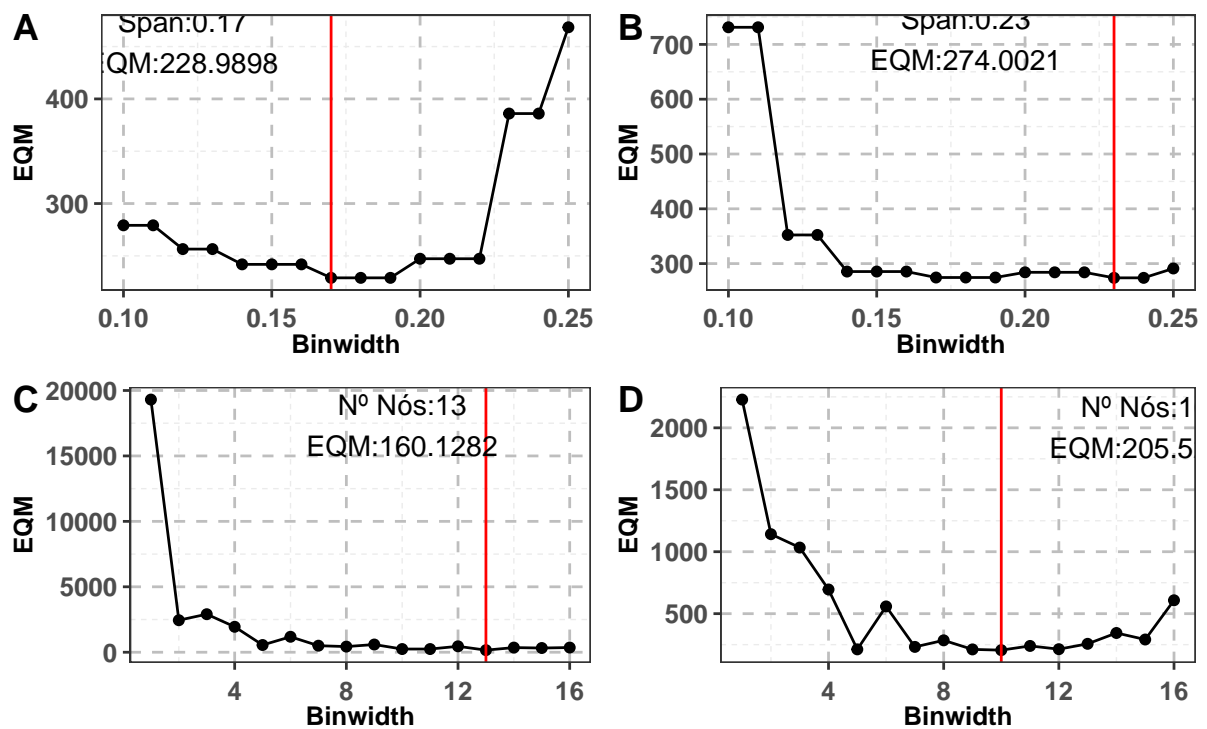 A
Span:0.17
QM:228.9898
EQM
400
300
0.10 0.15 0.20 0.25
Binwidth
B
Span:0.23
EQM:274.0021
EQM
700
600
500
400
300
0.10 0.15 0.20 0.25
Binwidth
C
Nº Nós:13
EQM:160.1282
EQM
20000
15000
10000
5000
0
4 8 12 16
Binwidth
D
Nº Nós:1
EQM:205.5
EQM
2000
1500
1000
500
4 8 12 16
Binwidth